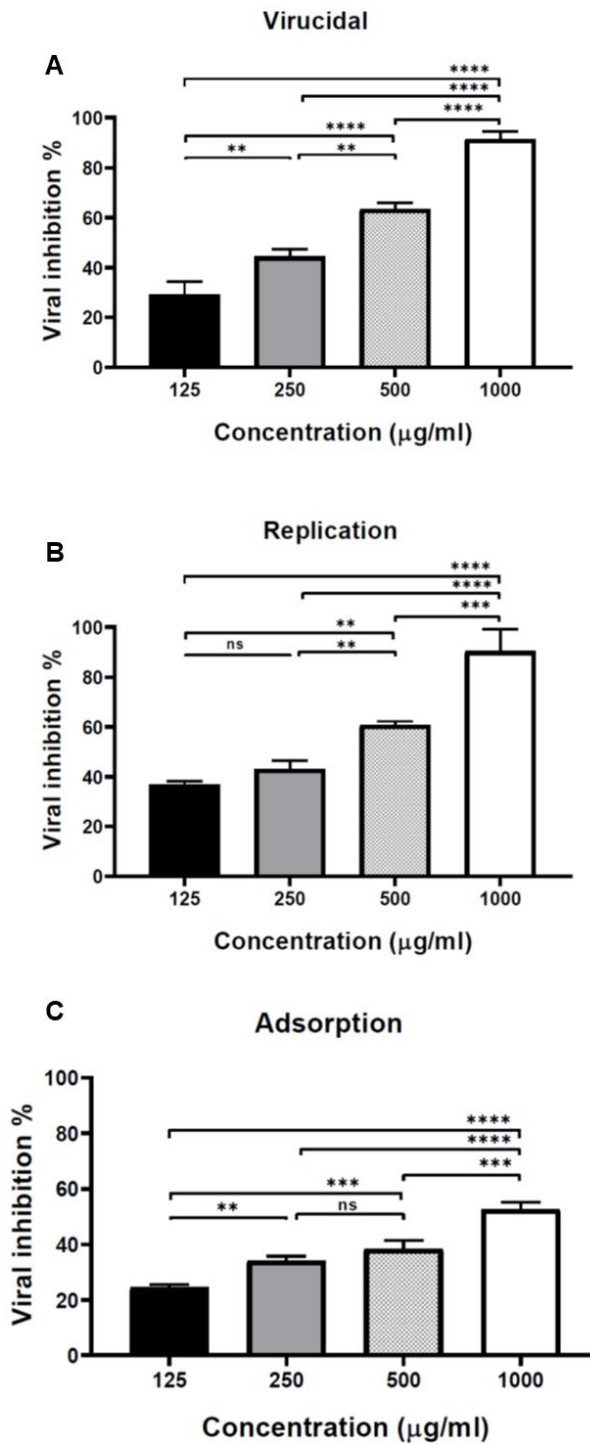 Virucidal
A
****
****
****
****
** **
Viral inhibition %
100
80
60
40
20
0
125 250 500 1000
Concentration (μg/ml)
Replication
B
****
****
***
**
ns **
Viral inhibition %
100
80
60
40
20
0
125 250 500 1000
Concentration (μg/ml)
C
Adsorption
****
****
***
***
** ns
Viral inhibition %
100
80
60
40
20
0
125 250 500 1000
Concentration (μg/ml)